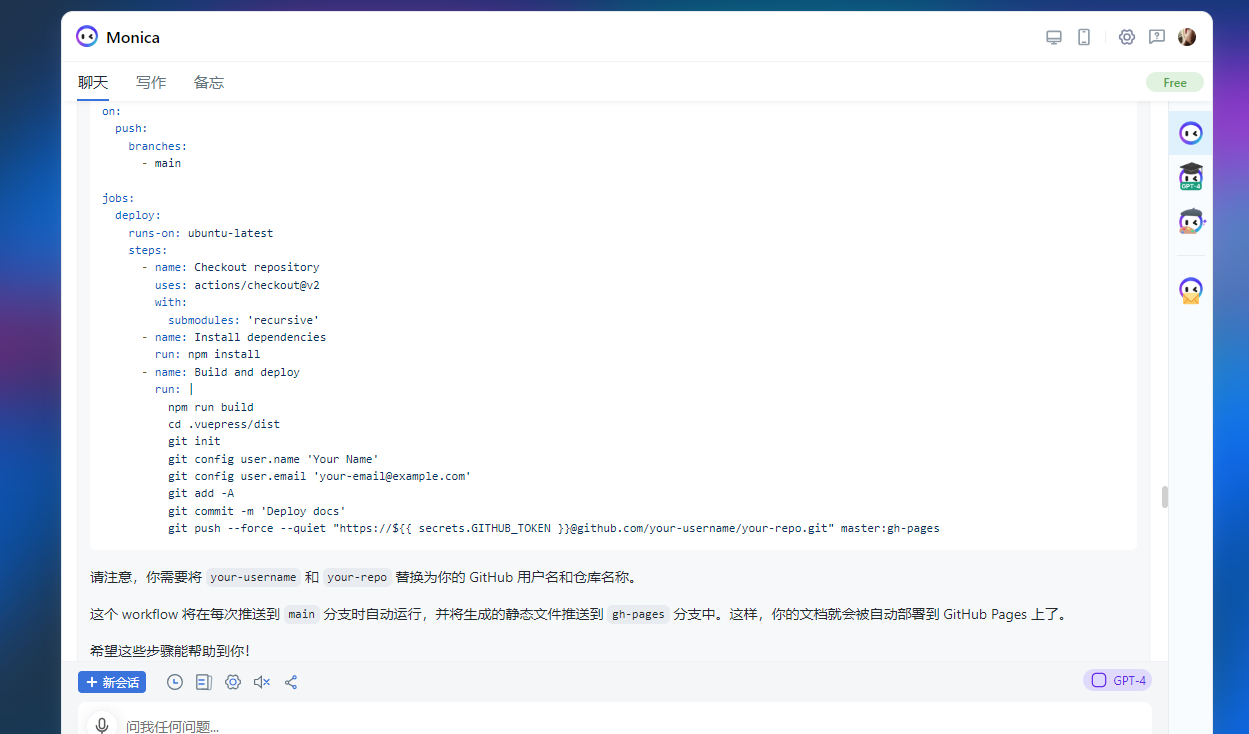 Monica
聊天 写作 备忘
Free
on:
  push:
    branches:
      - main

jobs:
  deploy:
    runs-on: ubuntu-latest
    steps:
      - name: Checkout repository
        uses: actions/checkout@v2
        with:
          submodules: 'recursive'
      - name: Install dependencies
        run: npm install
      - name: Build and deploy
        run: |
          npm run build
          cd .vuepress/dist
          git init
          git config user.name 'Your Name'
          git config user.email 'your-email@example.com'
          git add -A
          git commit -m 'Deploy docs'
          git push --force --quiet "https://${{ secrets.GITHUB_TOKEN }}@github.com/your-username/your-repo.git" master:gh-pages
请注意，你需要将 your-username 和 your-repo 替换为你的 GitHub 用户名和仓库名称。
这个 workflow 将在每次推送到 main 分支时自动运行，并将生成的静态文件推送到 gh-pages 分支中。这样，你的文档就会被自动部署到 GitHub Pages 上了。
希望这些步骤能帮助到你！
GPT-4
+ 新会话
GPT-4
问我任何问题...